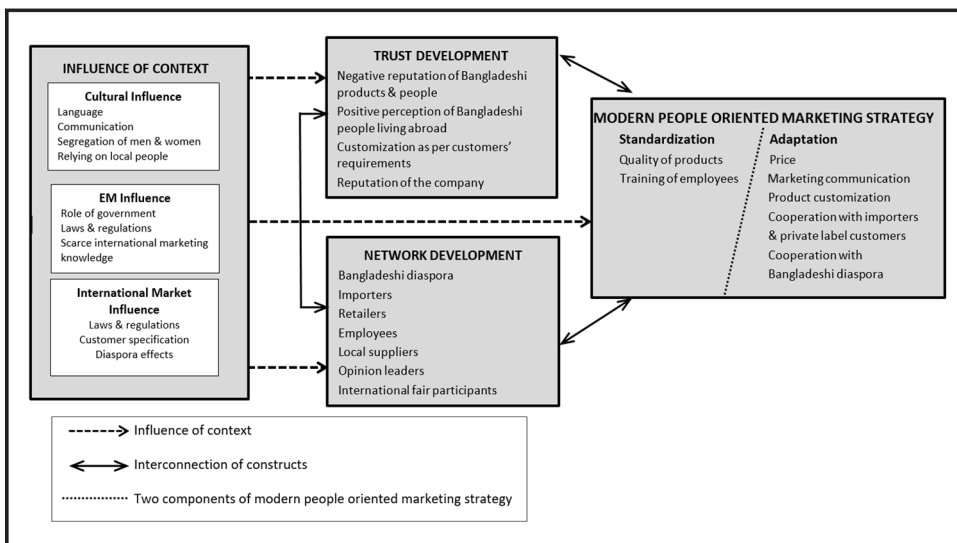 INFLUENCE OF CONTEXT
Cultural Influence
Language
Communication
Segregation of men & women
Relying on local people
EM Influence
Role of government
Laws & regulations
Scarce international marketing
knowledge
International Market
Influence
Laws & regulations
Customer specification
Diaspora effects
TRUST DEVELOPMENT
Negative reputation of Bangladeshi
products & people
Positive perception of Bangladeshi
people living abroad
Customization as per customers'
requirements
Reputation of the company
NETWORK DEVELOPMENT
Bangladeshi diaspora
Importers
Retailers
Employees
Local suppliers
Opinion leaders
International fair participants
MODERN PEOPLE ORIENTED MARKETING STRATEGY
Standardization
Quality of products
Training of employees
Adaptation
Price
Marketing communication
Product customization
Cooperation with importers
& private label customers
Cooperation with
Bangladeshi diaspora
Influence of context
Interconnection of constructs
Two components of modern people oriented marketing strategy